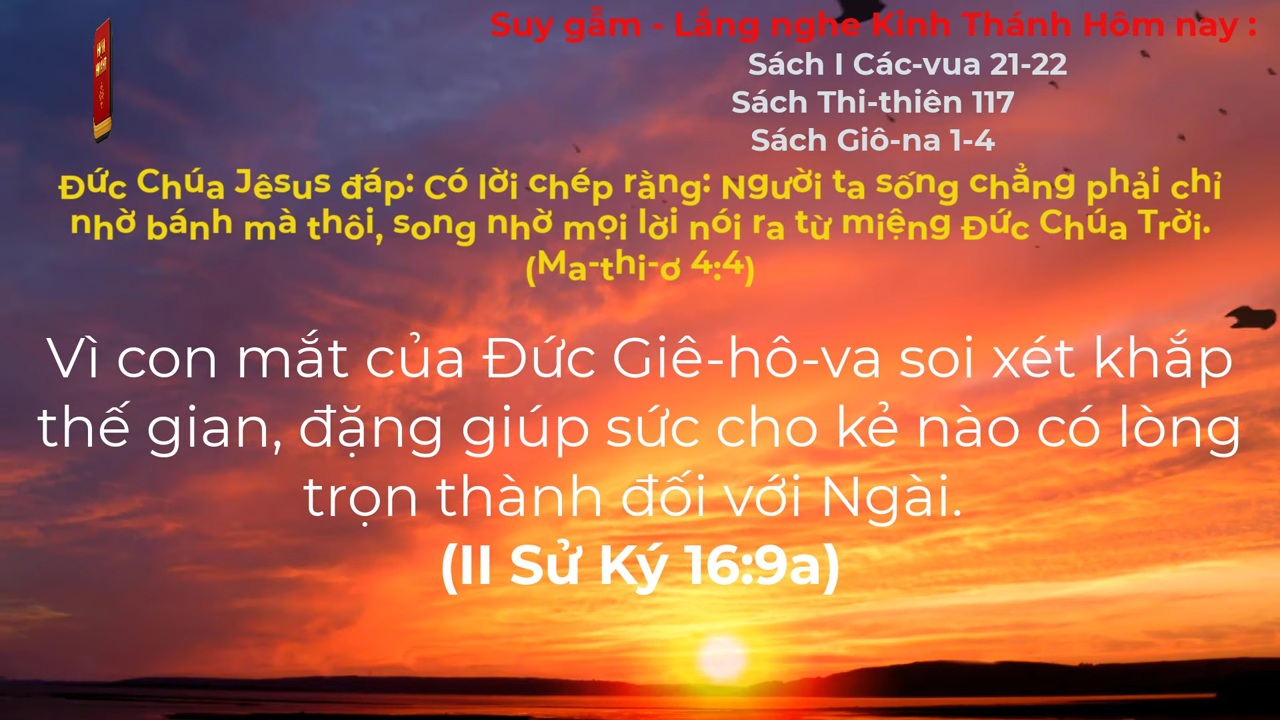 Suy gẫm - Lắng nghe Kinh Thánh Hôm nay :
Sách I Các-vua 21-22
Sách Thi-thiên 117
Sách Giô-na 1-4
Đức Chúa Jêsus đáp: Có lời chép rằng: Người ta sống chẳng phải chỉ
nhờ bánh mà thôi, song nhờ mọi lời nói ra từ miệng Đức Chúa Trời.
(Ma-thi-ơ 4:4)
Vì con mắt của Đức Giê-hô-va soi xét khắp
thế gian, đặng giúp sức cho kẻ nào có lòng
trọn thành đối với Ngài.
(II Sử Ký 16:9a)